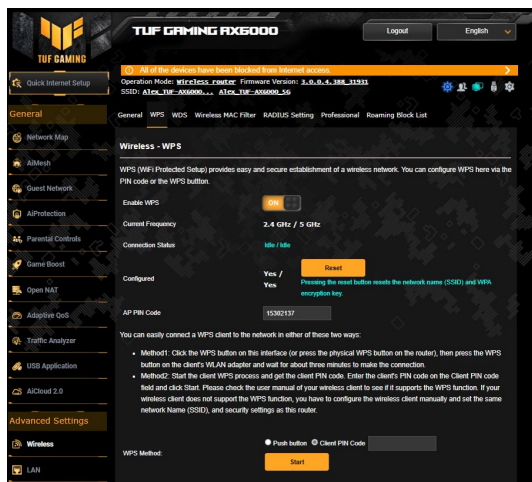 TUF GAMING AX6000
Logout
English
TUF GAMING
All of the devices have been blocked from Internet access.
Quick Internet Setup
Operation Mode: Wireless router Firmware Version: 3.0.0.4.388_31931
SSID: Alex_TUF-AX6000... Alex_TUF-AX6000_5G
General
General WPS WDS Wireless MAC Filter RADIUS Setting Professional Roaming Block List
Network Map
AiMesh
Guest Network
AiProtection
Parental Controls
Game Boost
Open NAT
Adaptive QoS
Traffic Analyzer
USB Application
AiCloud 2.0
Advanced Settings
Wireless
LAN
Wireless - WPS
WPS (WiFi Protected Setup) provides easy and secure establishment of a wireless network. You can configure WPS here via the
PIN code or the WPS buttton.
Enable WPS
ON
Current Frequency
2.4 GHz / 5 GHz
Connection Status
Idle / Idle
Configured
Yes /
Yes
Reset
Pressing the reset button resets the network name (SSID) and WPA
encryption key.
AP PIN Code
15302137
You can easily connect a WPS client to the network in either of these two ways:
• Method1: Click the WPS button on this interface (or press the physical WPS button on the router), then press the WPS
button on the client's WLAN adapter and wait for about three minutes to make the connection.
• Method2: Start the client WPS process and get the client PIN code. Enter the client's PIN code on the Client PIN code
field and click Start. Please check the user manual of your wireless client to see if it supports the WPS function. If your
wireless client does not support the WPS function, you have to configure the wireless client manually and set the same
network Name (SSID), and security settings as this router.
WPS Method:
Push button Client PIN Code
Start